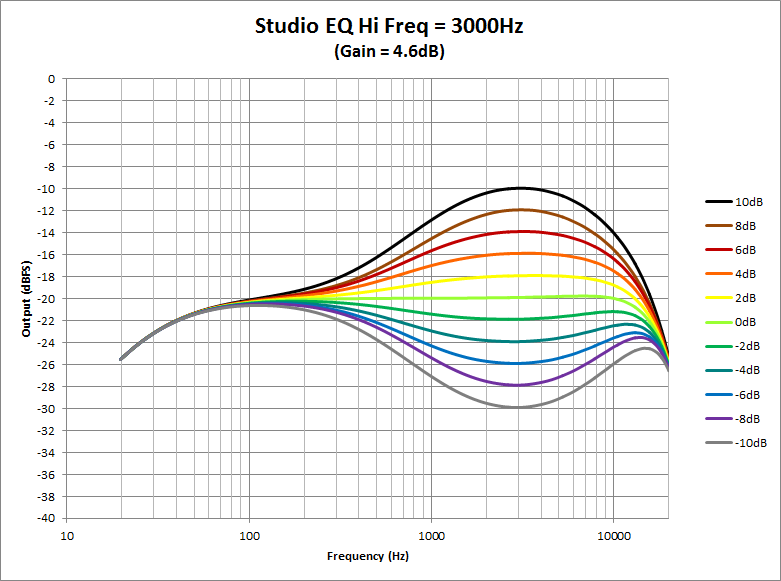 Studio EQ Hi Freq = 3000Hz
(Gain = 4.6dB)
0
-2
-4
-6
-8
-10
-12
-14
-16
-18
-20
-22
-24
-26
-28
-30
-32
-34
-36
-38
-40
Output (dBFS)
10
100
1000
10000
Frequency (Hz)
10dB
8dB
6dB
4dB
2dB
0dB
-2dB
-4dB
-6dB
-8dB
-10dB